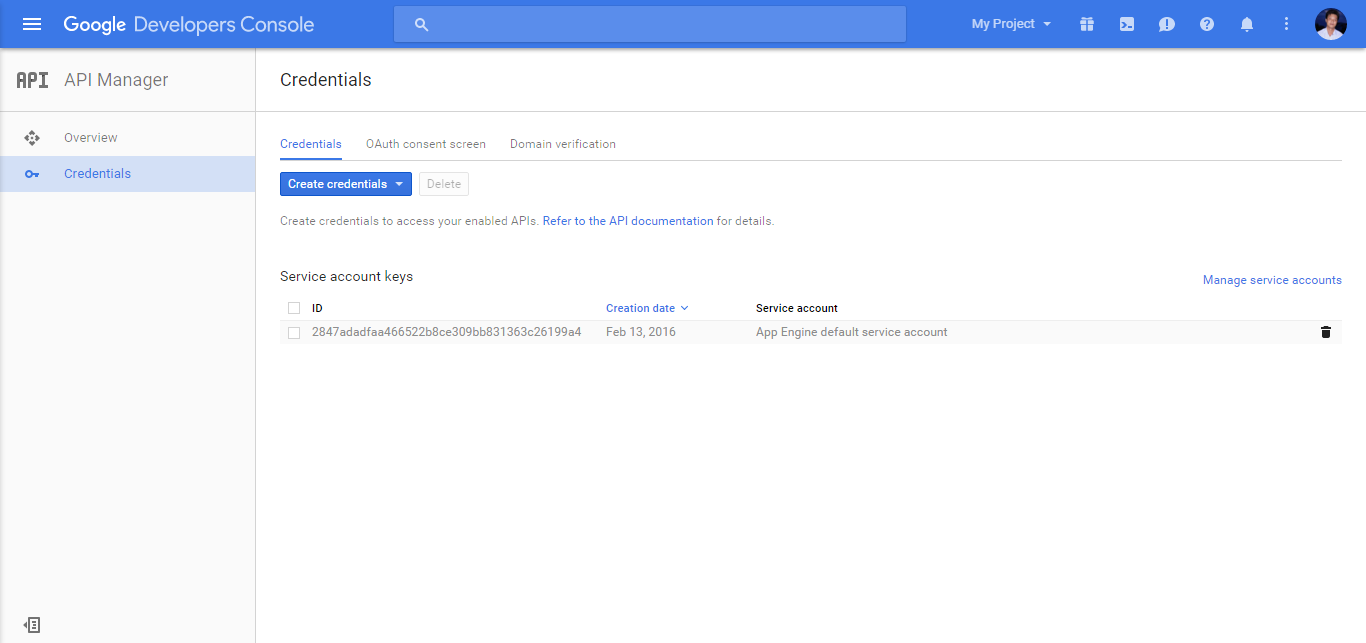 Google Developers Console
My Project
API API Manager
Credentials
Overview
Credentials
Credentials OAuth consent screen Domain verification
Create credentials Delete
Create credentials to access your enabled APIs. Refer to the API documentation for details.
Service account keys
Manage service accounts
ID Creation date Service account
2847adadfaa466522b8ce309bb831363c26199a4 Feb 13, 2016 App Engine default service account